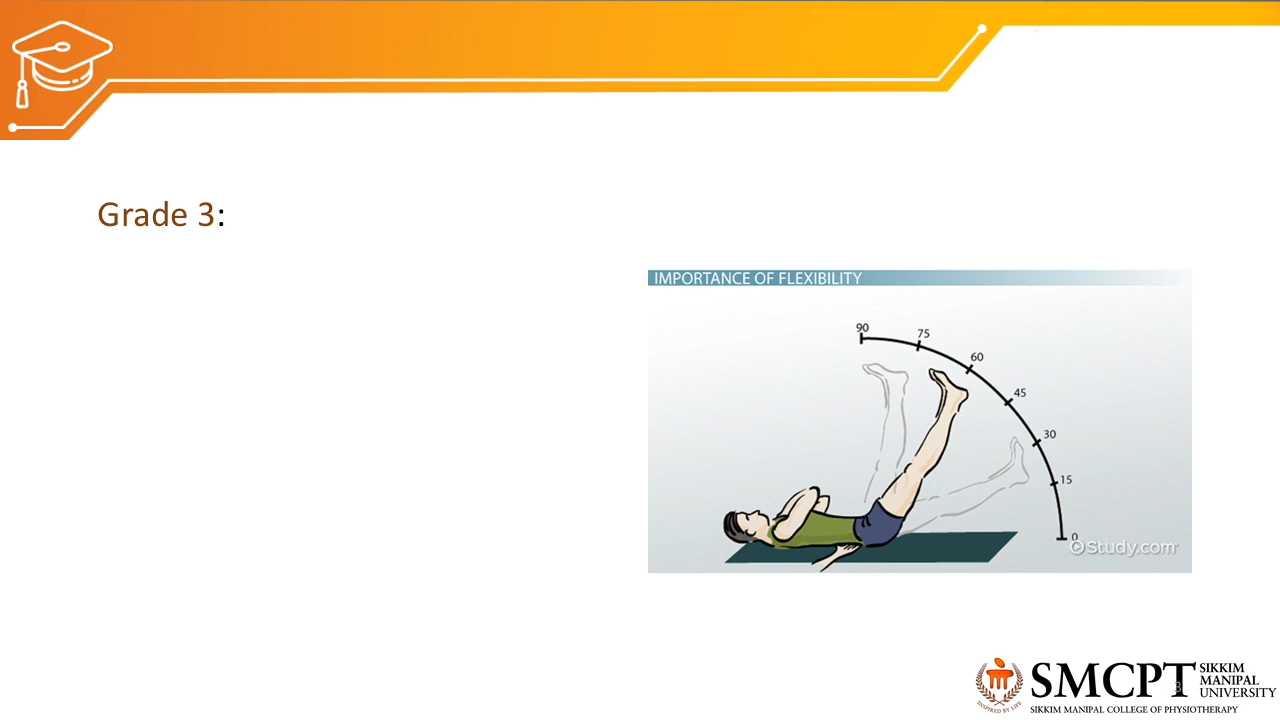 Grade 3:
IMPORTANCE OF FLEXIBILITY
90
75
60
45
30
15
0
Study.com
SMCPT
SIKKIM
MANIPAL
UNIVERSITY
INSPIRED BY LIFE
SIKKIM MANIPAL COLLEGE OF PHYSIOTHERAPY